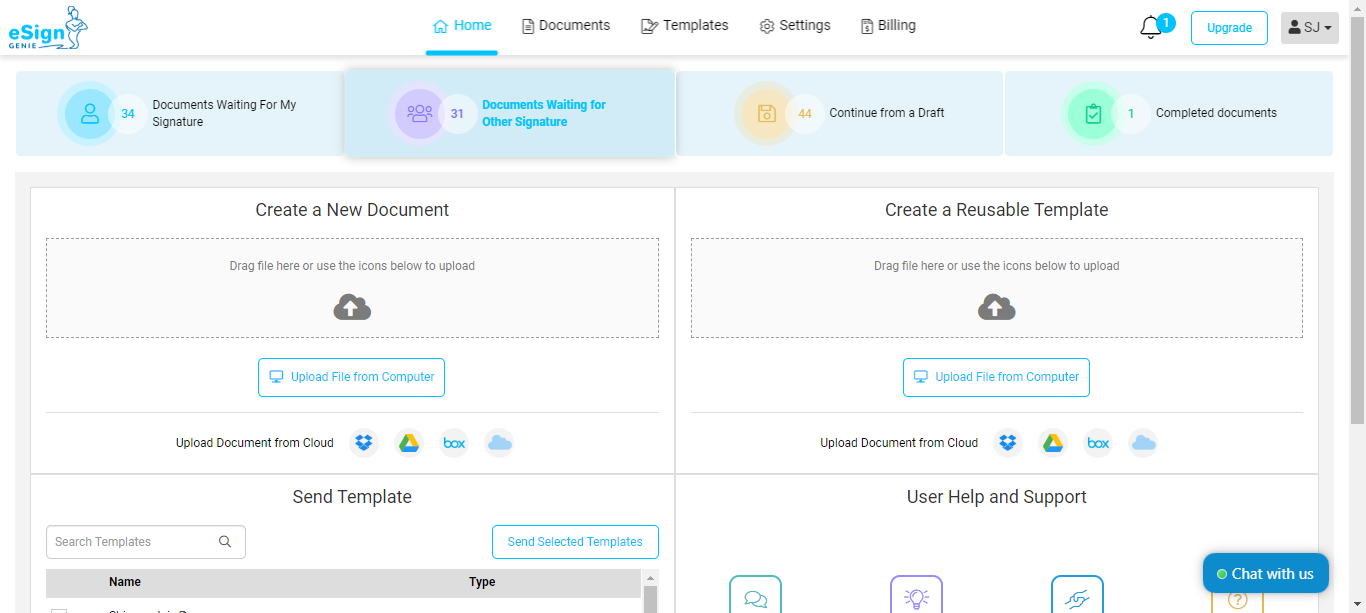 eSign
GENIE
Home
Documents
Templates
Settings
Billing
1
Upgrade
SJ
34
Documents Waiting For My
Signature
31
Documents Waiting for
Other Signature
44
Continue from a Draft
1
Completed documents
Create a New Document
Drag file here or use the icons below to upload
Upload File from Computer
Upload Document from Cloud
box
Create a Reusable Template
Drag file here or use the icons below to upload
Upload File from Computer
Upload Document from Cloud
box
Send Template
Search Templates
Send Selected Templates
Name Type
User Help and Support
Chat with us